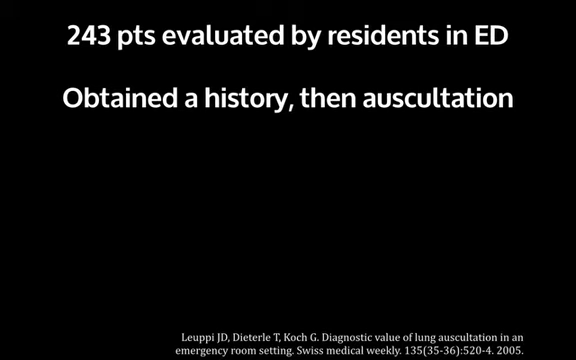 243 pts evaluated by residents in ED
Obtained a history, then auscultation
Leuppi JD, Dieterle T, Koch G. Diagnostic value of lung auscultation in an
emergency room setting. Swiss medical weekly. 135(35-36):520-4. 2005.